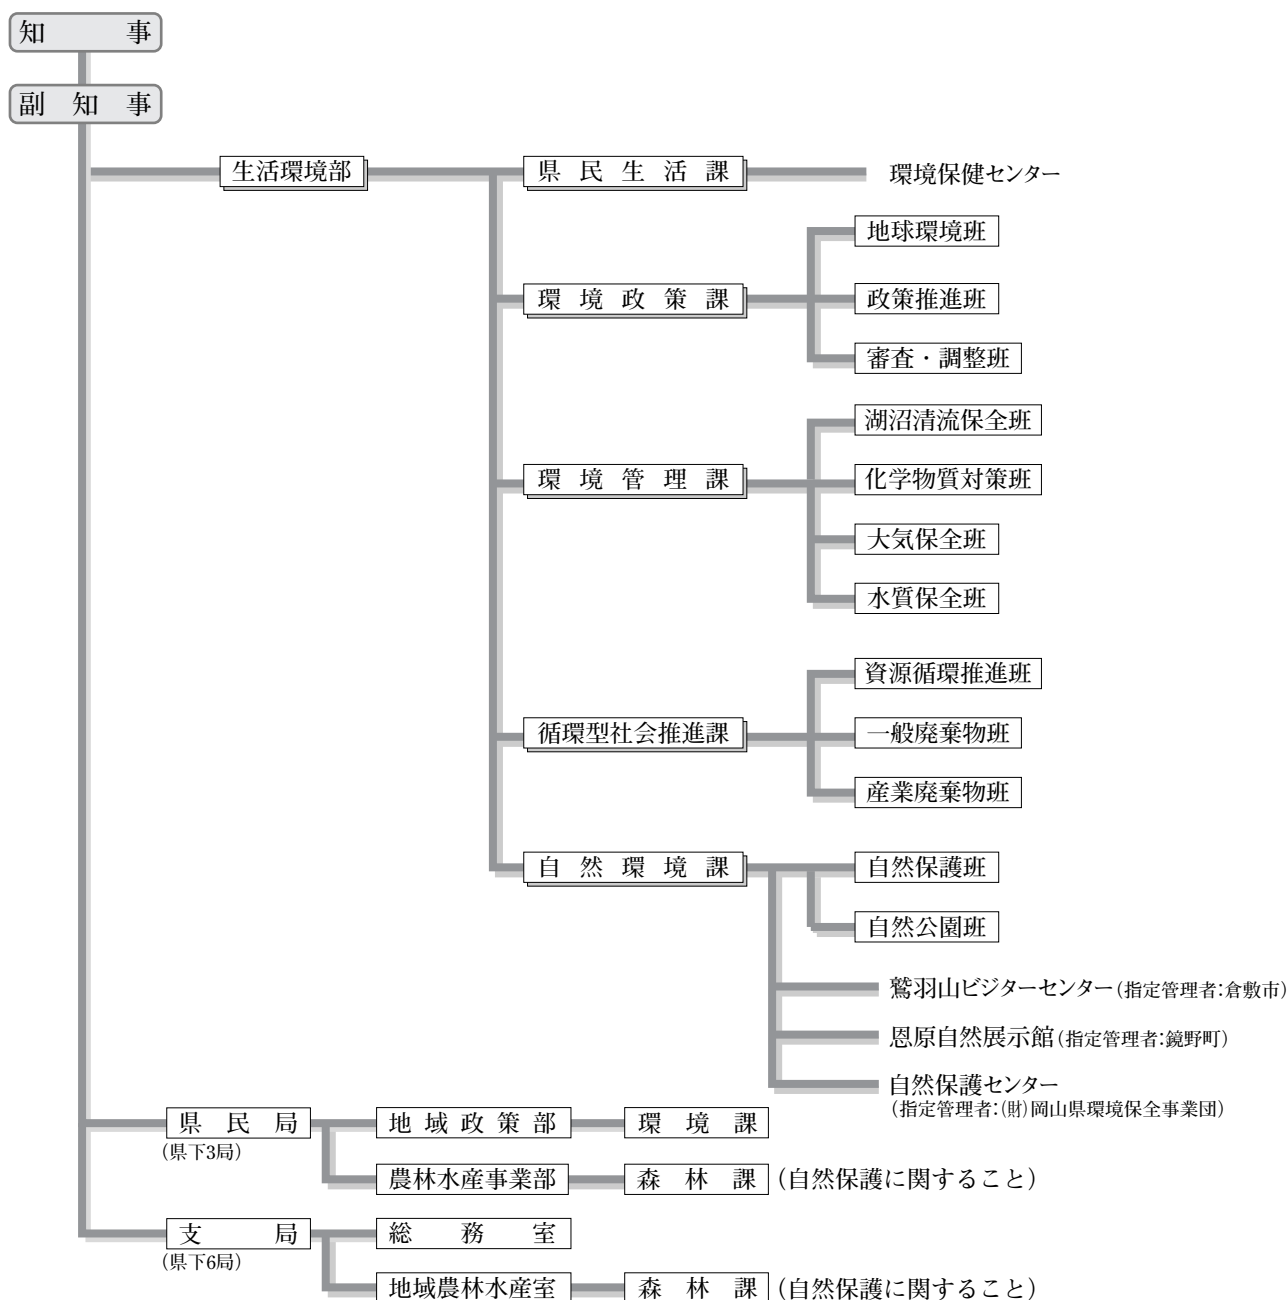 知事
副知事
生活環境部
県民生活課
環境保健センター
地球環境班
環境政策課
政策推進班
審査・調整班
湖沼清流保全班
環境管理課
化学物質対策班
大気保全班
水質保全班
資源循環推進班
循環型社会推進課
一般廃棄物班
産業廃棄物班
自然環境課
自然保護班
自然公園班
鷲羽山ビジターセンター(指定管理者:倉敷市)
恩原自然展示館(指定管理者:鏡野町)
自然保護センター
(指定管理者:(財)岡山県環境保全事業団)
県民局
(県下3局)
地域政策部
環境課
農林水産事業部
森林課
(自然保護に関すること)
支局
(県下6局)
総務室
地域農林水産室
森林課
(自然保護に関すること)